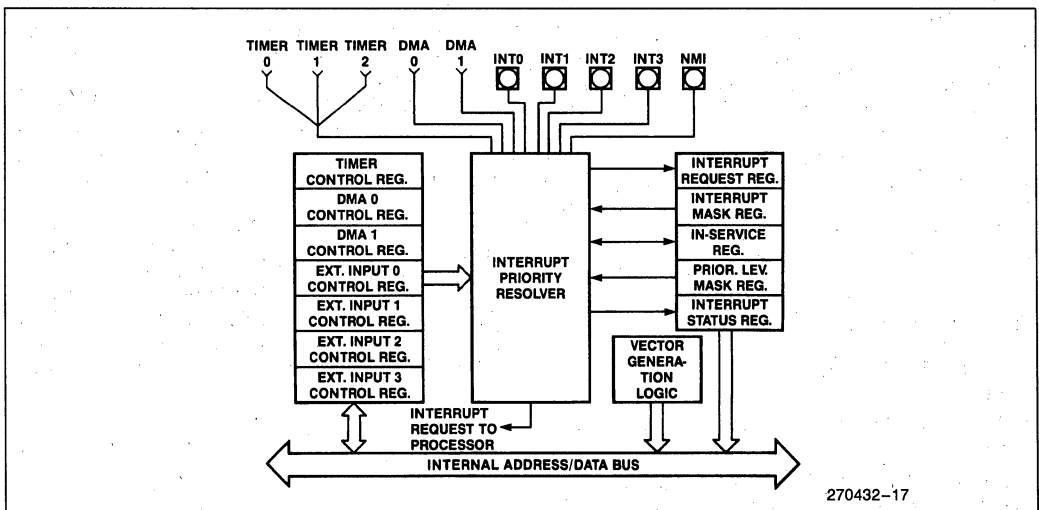 TIMER TIMER TIMER DMA DMA
0 1 2 0 1
INT0 INT1 INT2 INT3 NMI
TIMER
CONTROL REG.
DMA 0
CONTROL REG.
DMA 1
CONTROL REG.
EXT. INPUT 0
CONTROL REG.
EXT. INPUT 1
CONTROL REG.
EXT. INPUT 2
CONTROL REG.
EXT. INPUT 3
CONTROL REG.
INTERRUPT
PRIORITY
RESOLVER
INTERRUPT
REQUEST REG.
INTERRUPT
MASK REG.
IN-SERVICE
REG.
PRIOR. LEV.
MASK REG.
INTERRUPT
STATUS REG.
VECTOR
GENERA-
TION
LOGIC
INTERRUPT
REQUEST TO
PROCESSOR
INTERNAL ADDRESS/DATA BUS
270432-17